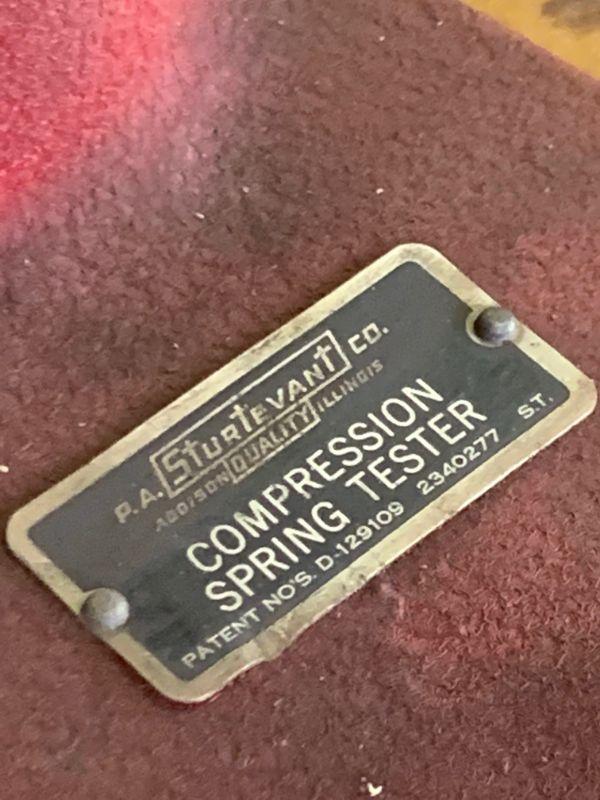 P.A. STURTEVANT CO.
ADDISON QUALITY ILLINOIS
COMPRESSION
SPRING TESTER
PATENT NO'S. D-129109 2340277 S.T.